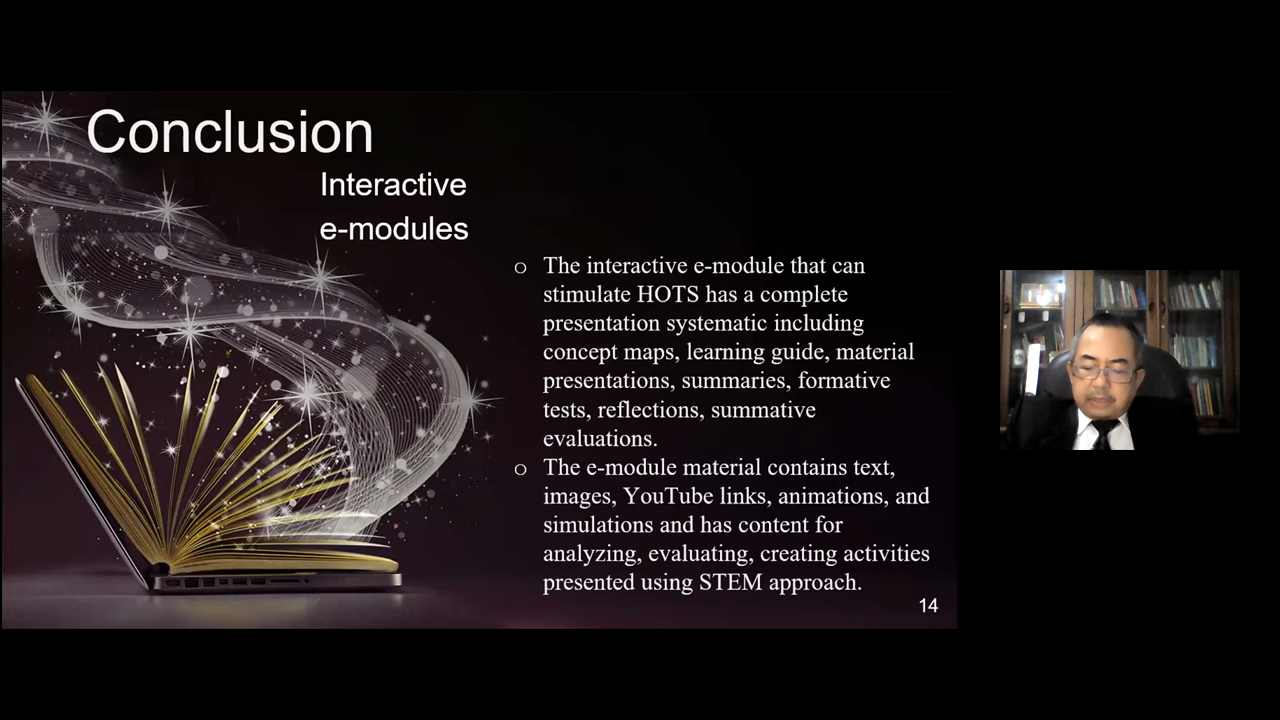 Conclusion
Interactive
e-modules
o The interactive e-module that can
stimulate HOTS has a complete
presentation systematic including
concept maps, learning guide, material
presentations, summaries, formative
tests, reflections, summative
evaluations.
o The e-module material contains text,
images, YouTube links, animations, and
simulations and has content for
analyzing, evaluating, creating activities
presented using STEM approach.
14